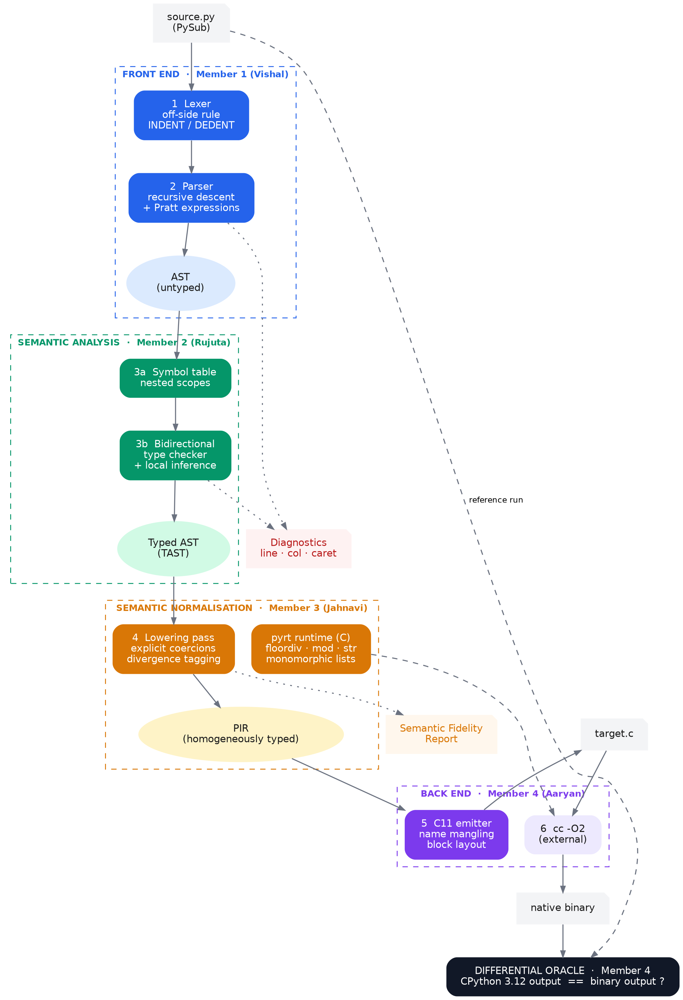 source.py
(PySub)
FRONT END · Member 1 (Vishal)
1 Lexer
off-side rule
INDENT / DEDENT
2 Parser
recursive descent
+ Pratt expressions
AST
(untyped)
SEMANTIC ANALYSIS · Member 2 (Rujuta)
3a Symbol table
nested scopes
3b Bidirectional
type checker
+ local inference
reference run
Typed AST
(TAST)
Diagnostics
line · col · caret
SEMANTIC NORMALISATION · Member 3 (Jahnavi)
4 Lowering pass
explicit coercions
divergence tagging
pyrt runtime (C)
floordiv · mod · str
monomorphic lists
PIR
(homogeneously typed)
Semantic Fidelity
Report
target.c
BACK END · Member 4 (Aaryan)
5 C11 emitter
name mangling
block layout
6 cc -O2
(external)
native binary
DIFFERENTIAL ORACLE · Member 4
CPython 3.12 output == binary output ?